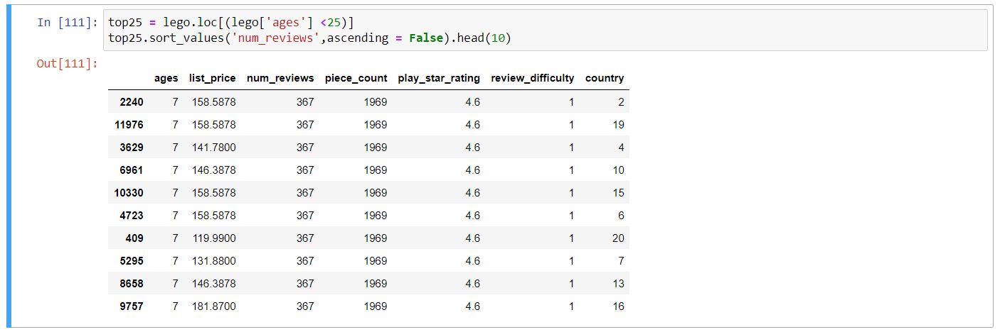 In [111]: top25 = lego.loc[(lego['ages'] <25)]
top25.sort_values('num_reviews',ascending = False).head(10)
Out[111]:
ages list_price num_reviews piece_count play_star_rating review_difficulty country
2240 7 158.5878 367 1969 4.6 1 2
11976 7 158.5878 367 1969 4.6 1 19
3629 7 141.7800 367 1969 4.6 1 4
6961 7 146.3878 367 1969 4.6 1 10
10330 7 158.5878 367 1969 4.6 1 15
4723 7 158.5878 367 1969 4.6 1 6
409 7 119.9900 367 1969 4.6 1 20
5295 7 131.8800 367 1969 4.6 1 7
8658 7 146.3878 367 1969 4.6 1 13
9757 7 181.8700 367 1969 4.6 1 16